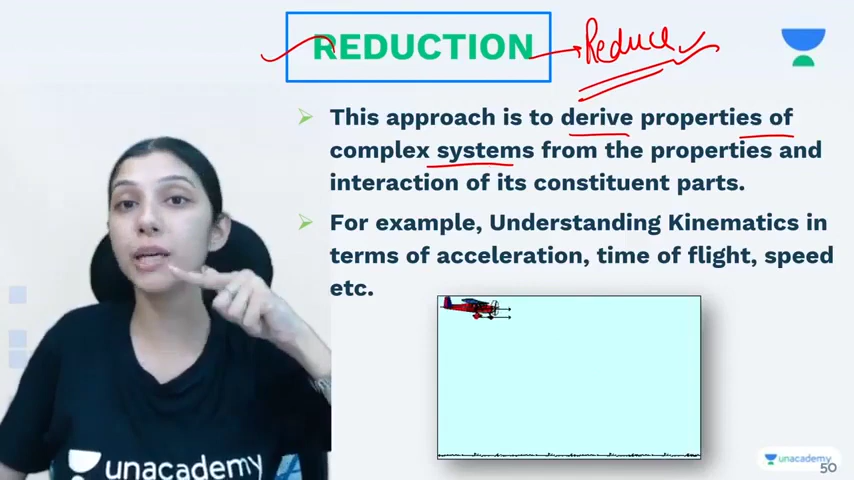 REDUCTION
Reduce
This approach is to derive properties of
complex systems from the properties and
interaction of its constituent parts.
For example, Understanding Kinematics in
terms of acceleration, time of flight, speed
etc.
unacademy
unacademy
50